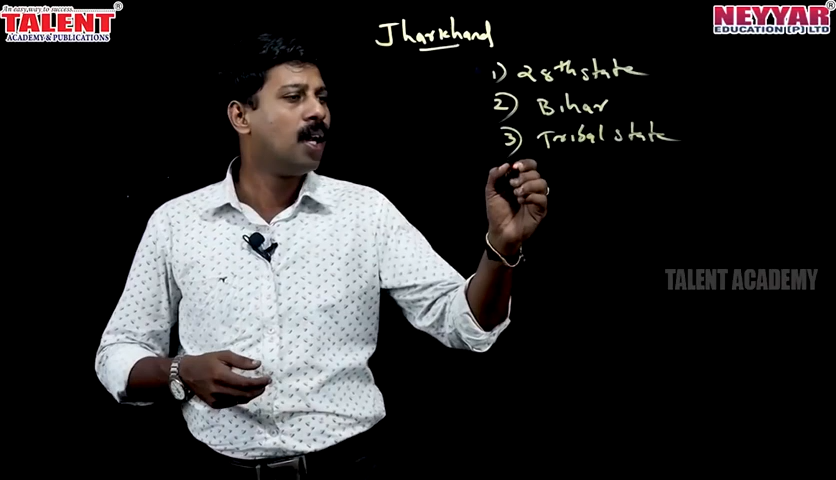 An easy way to success.....
TALENT®
ACADEMY & PUBLICATIONS
NEYYAR®
EDUCATION (P) LTD
Jharkhand
1) 28th state
2) Bihar
3) Tribal state
TALENT ACADEMY